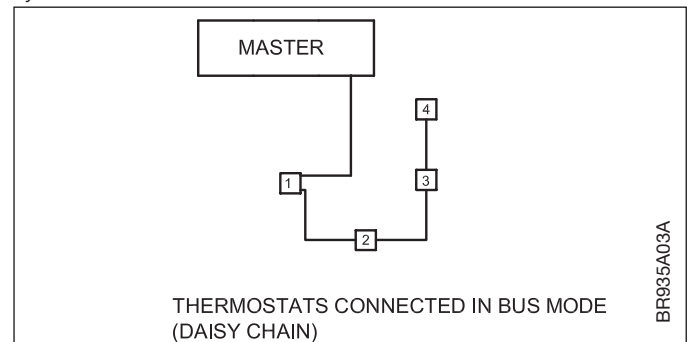 MASTER
4
1
3
2
THERMOSTATS CONNECTED IN BUS MODE
(DAISY CHAIN)
BR935A03A